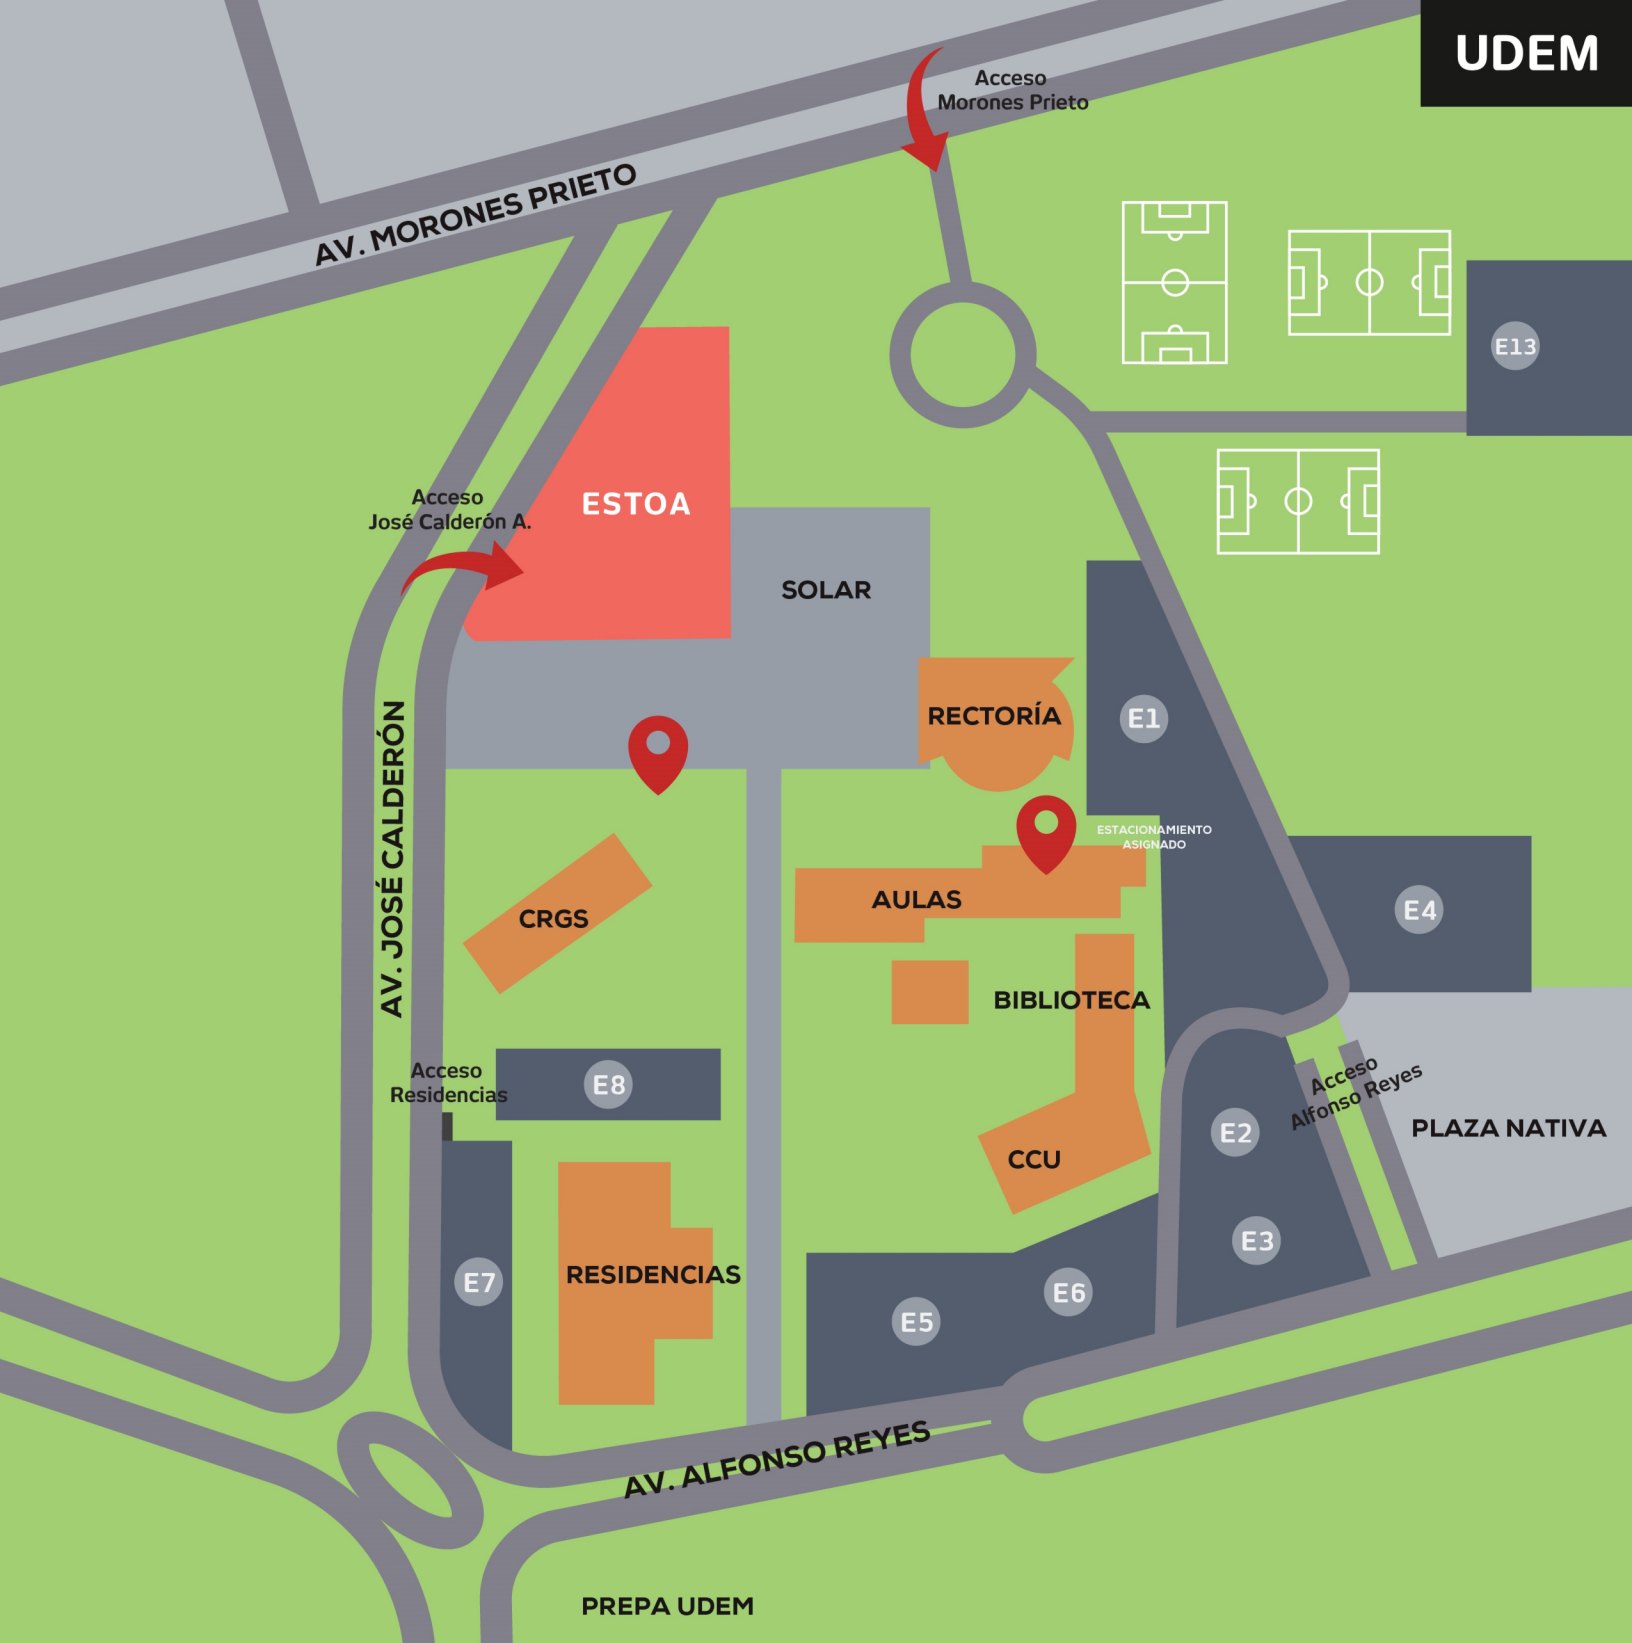 UDEM
Acceso
Morones Prieto
AV. MORONES PRIETO
E13
Acceso
José Calderón A.
ESTOA
SOLAR
RECTORÍA
E1
AV. JOSÉ CALDERÓN
ESTACIONAMIENTO
ASIGNADO
CRGS
AULAS
E4
BIBLIOTECA
Acceso
Residencias
E8
Acceso
Alfonso Reyes
E2
PLAZA NATIVA
CCU
E3
E7
RESIDENCIAS
E6
E5
AV. ALFONSO REYES
PREPA UDEM